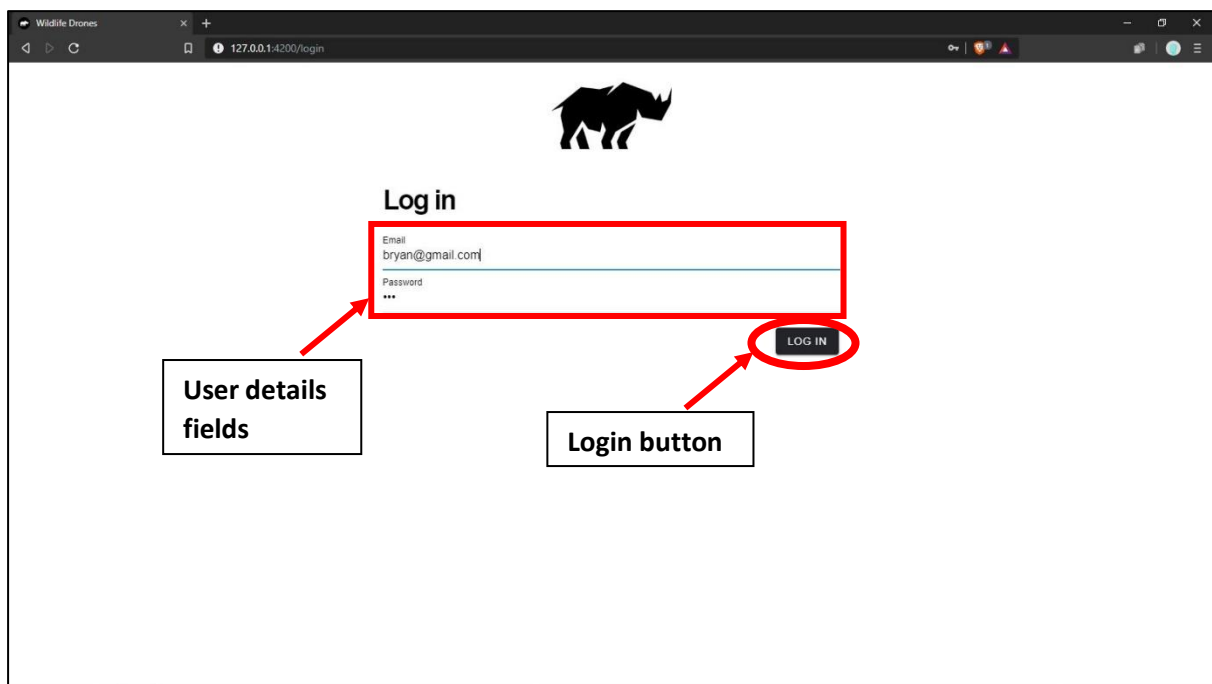 Wildlife Drones
127.0.0.1:4200/login
Log in
Email
bryan@gmail.com
Password
•••
LOG IN
User details
fields
Login button